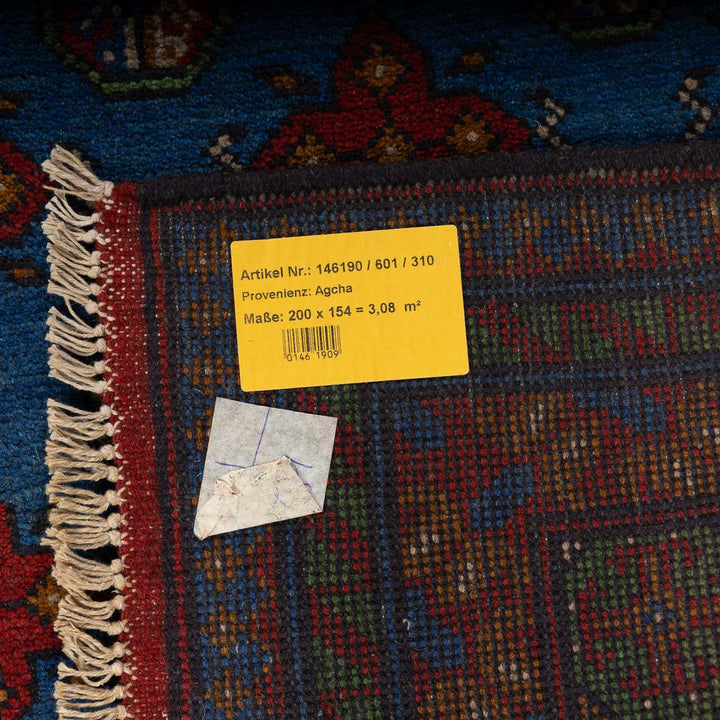 Artikel Nr.: 146190 / 601 / 310
Provenienz: Agcha
Maße: 200 x 154 = 3,08 m²
0146 1909